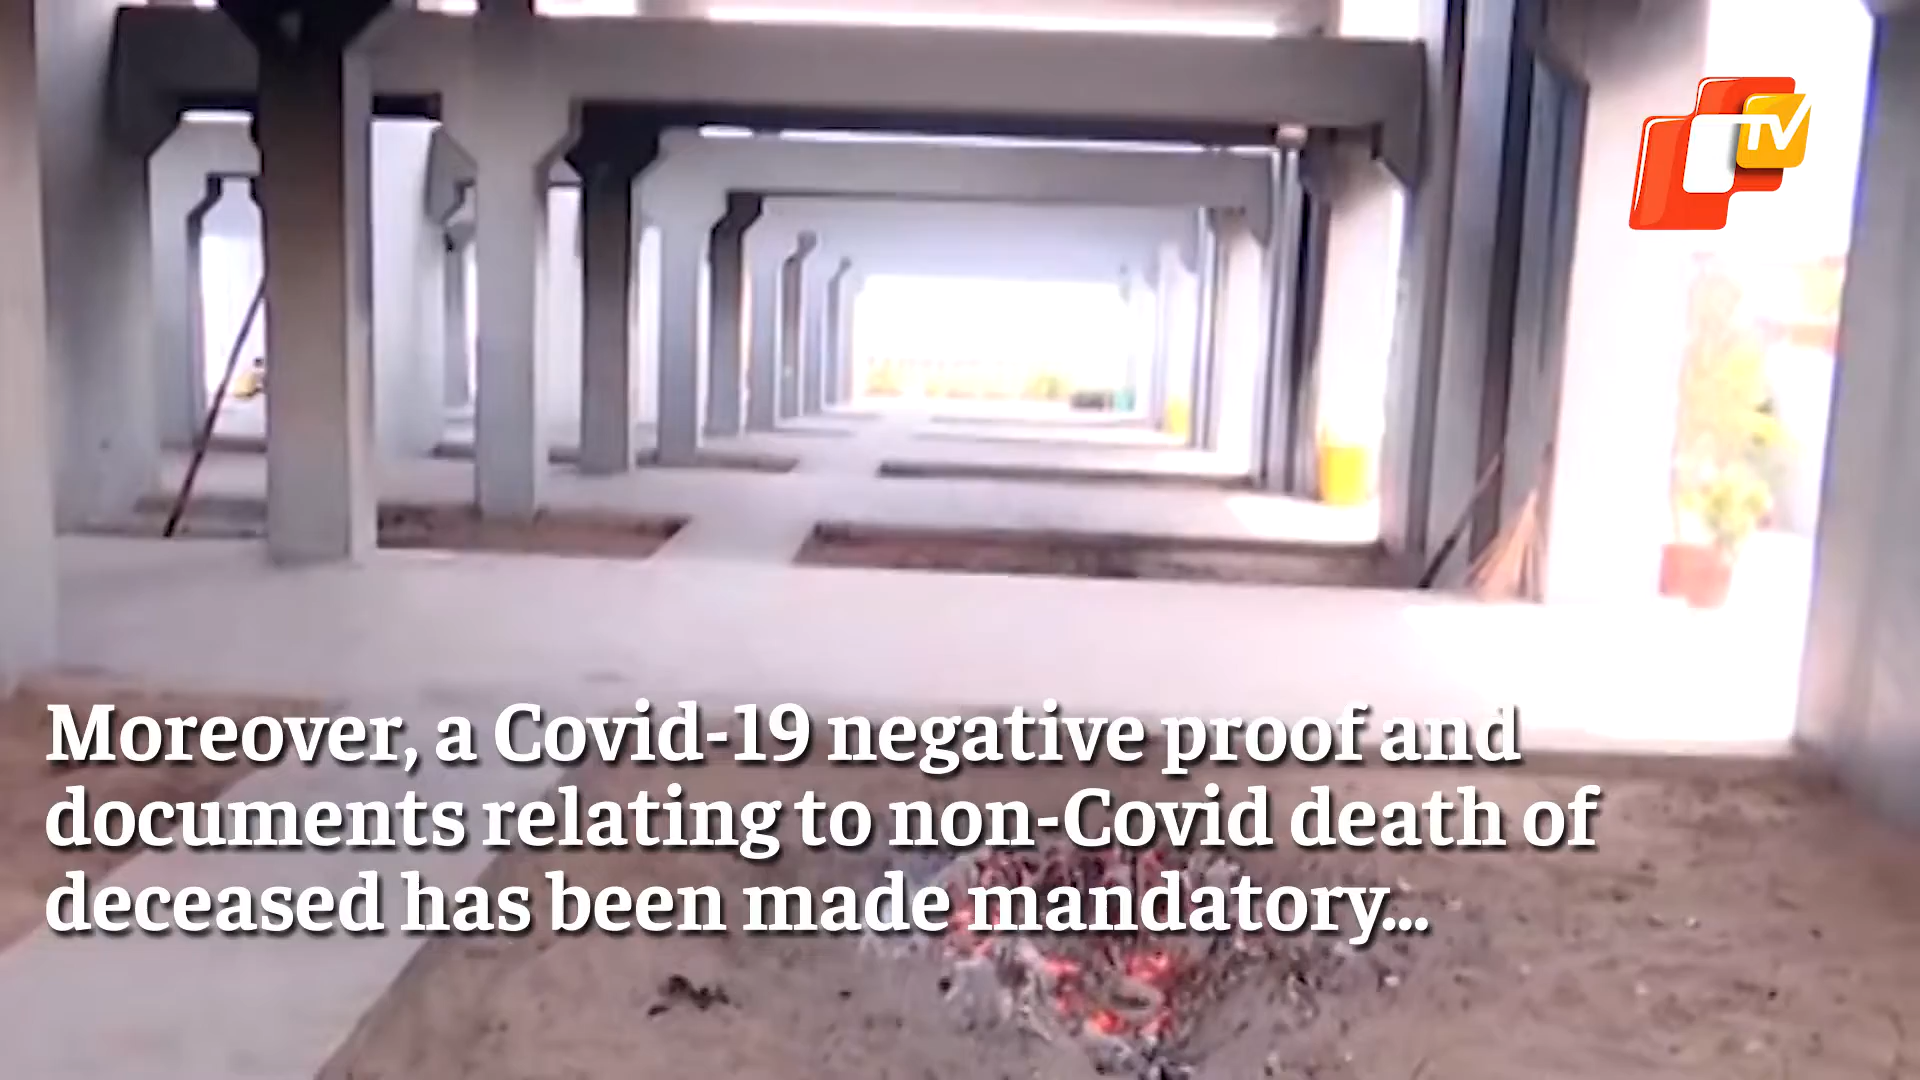 TV
Moreover, a Covid-19 negative proof and
documents relating to non-Covid death of
deceased has been made mandatory...